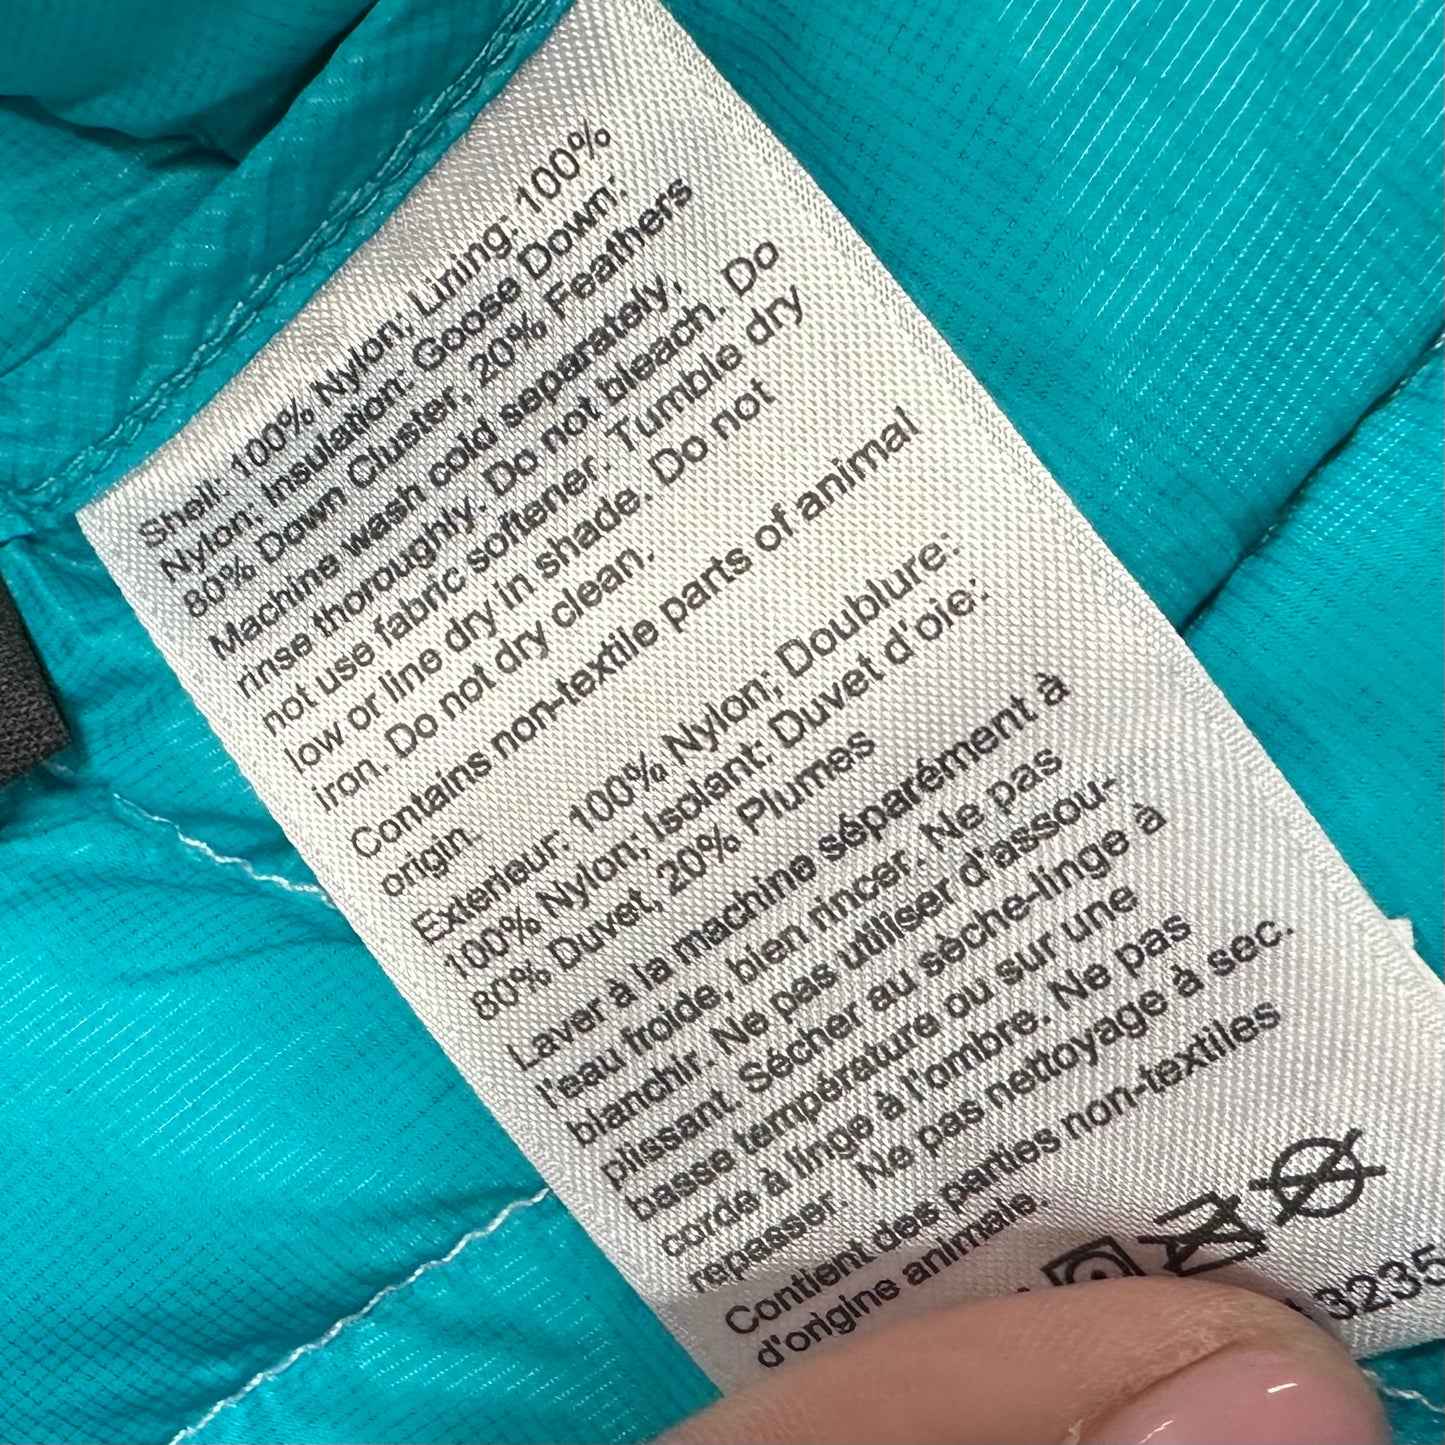 Shell: 100% Nylon; Lining: 100%
Nylon; Insulation: Goose Down:
80% Down Cluster, 20% Feathers
Machine wash cold separately,
rinse thoroughly. Do not bleach. Do
not use fabric softener. Tumble dry
low or line dry in shade. Do not
iron. Do not dry clean.
Contains non-textile parts of animal
origin.
Exterieur: 100% Nylon; Doublure:
100% Nylon; Isolant: Duvet d'oie:
80% Duvet, 20% Plumes
Laver à la machine séparément à
l'eau froide, bien rincer. Ne pas
blanchir. Ne pas utiliser d'assou-
plissant. Sécher au sèche-linge à
basse température ou sur une
corde à linge à l'ombre. Ne pas
repasser. Ne pas nettoyage à sec.
Contient des parties non-textiles
d'origine animale.